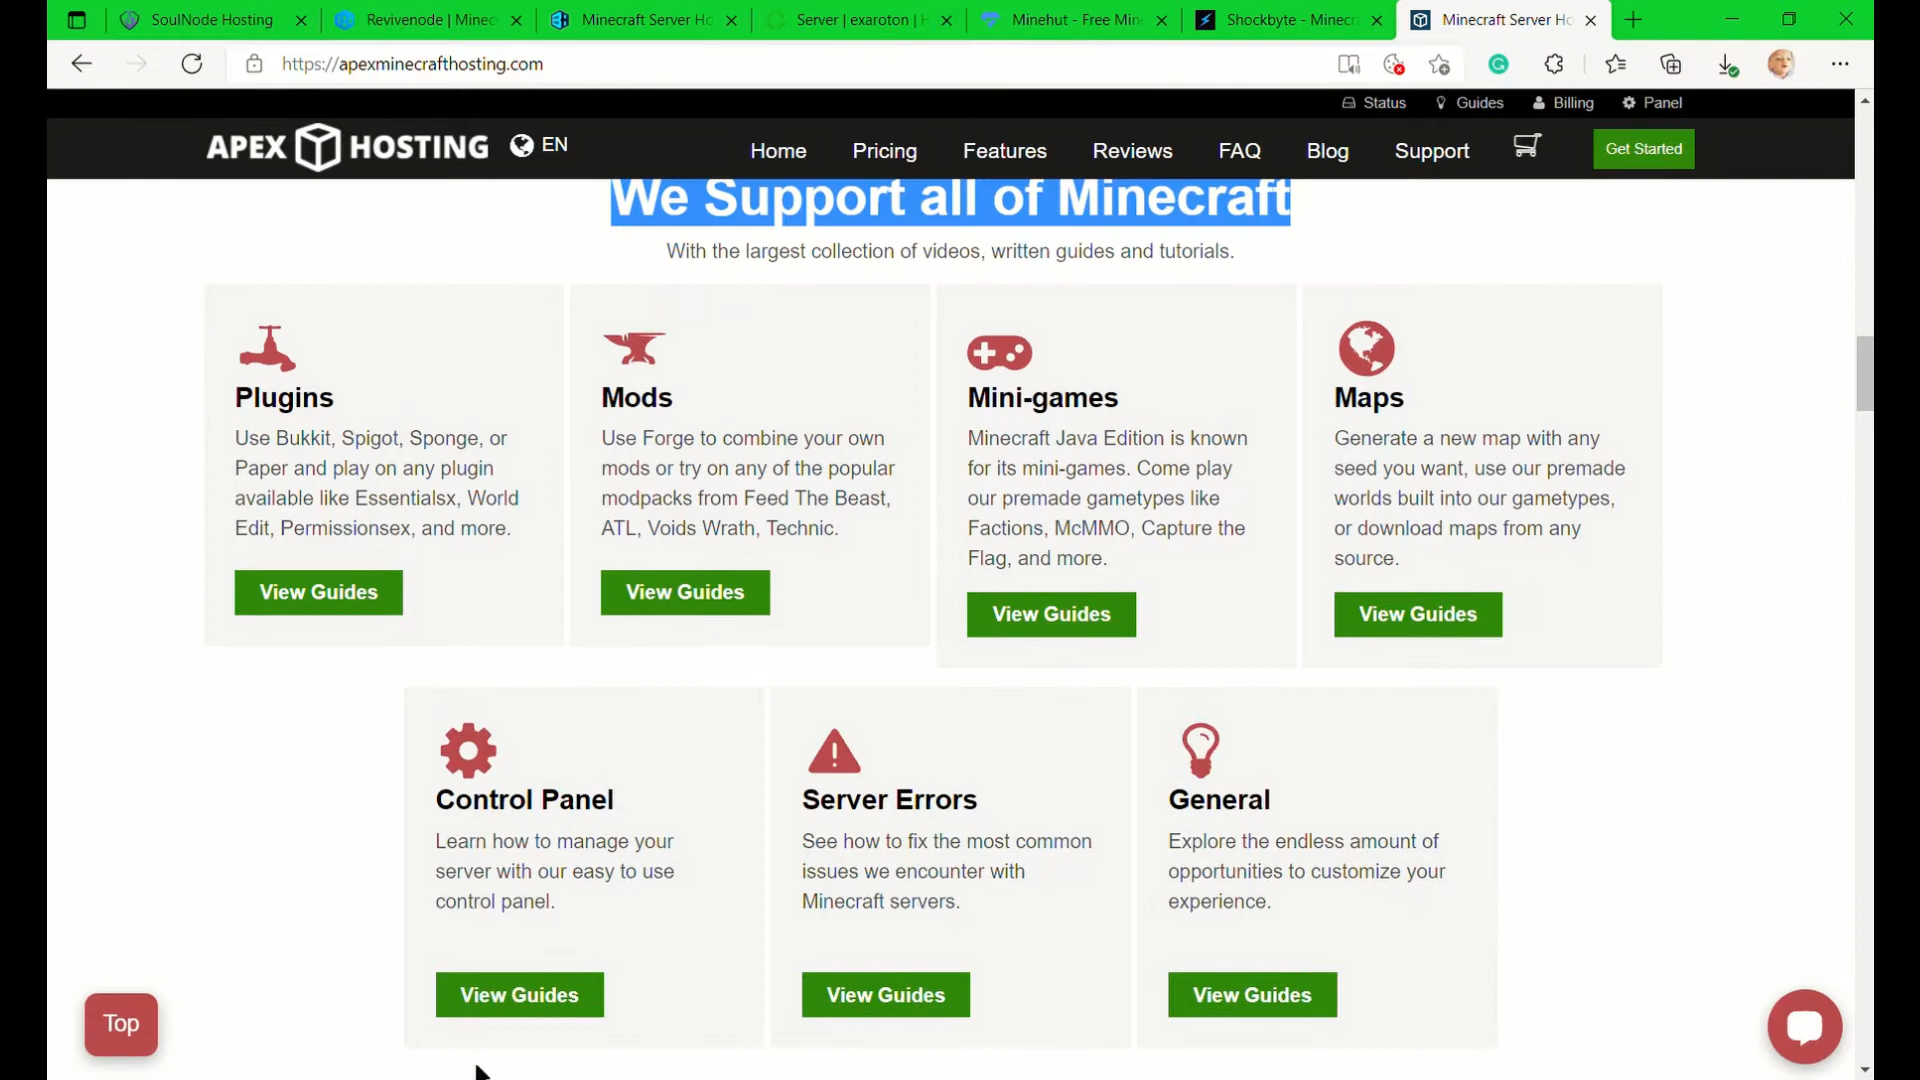 SoulNode Hosting
Revivenode | Minec
Minecraft Server Ho
Server | exaroton |
Minehut - Free Min
Shockbyte - Minecra
Minecraft Server Ho
https://apexminecrafthosting.com
Status
Guides
Billing
Panel
APEX HOSTING
EN
Home
Pricing
Features
Reviews
FAQ
Blog
Support
Get Started
We Support all of Minecraft
With the largest collection of videos, written guides and tutorials.
Plugins
Use Bukkit, Spigot, Sponge, or
Paper and play on any plugin
available like Essentialsx, World
Edit, Permissionsex, and more.
View Guides
Mods
Use Forge to combine your own
mods or try on any of the popular
modpacks from Feed The Beast,
ATL, Voids Wrath, Technic.
View Guides
Mini-games
Minecraft Java Edition is known
for its mini-games. Come play
our premade gametypes like
Factions, McMMO, Capture the
Flag, and more.
View Guides
Maps
Generate a new map with any
seed you want, use our premade
worlds built into our gametypes,
or download maps from any
source.
View Guides
Control Panel
Learn how to manage your
server with our easy to use
control panel.
View Guides
Server Errors
See how to fix the most common
issues we encounter with
Minecraft servers.
View Guides
General
Explore the endless amount of
opportunities to customize your
experience.
View Guides
Top